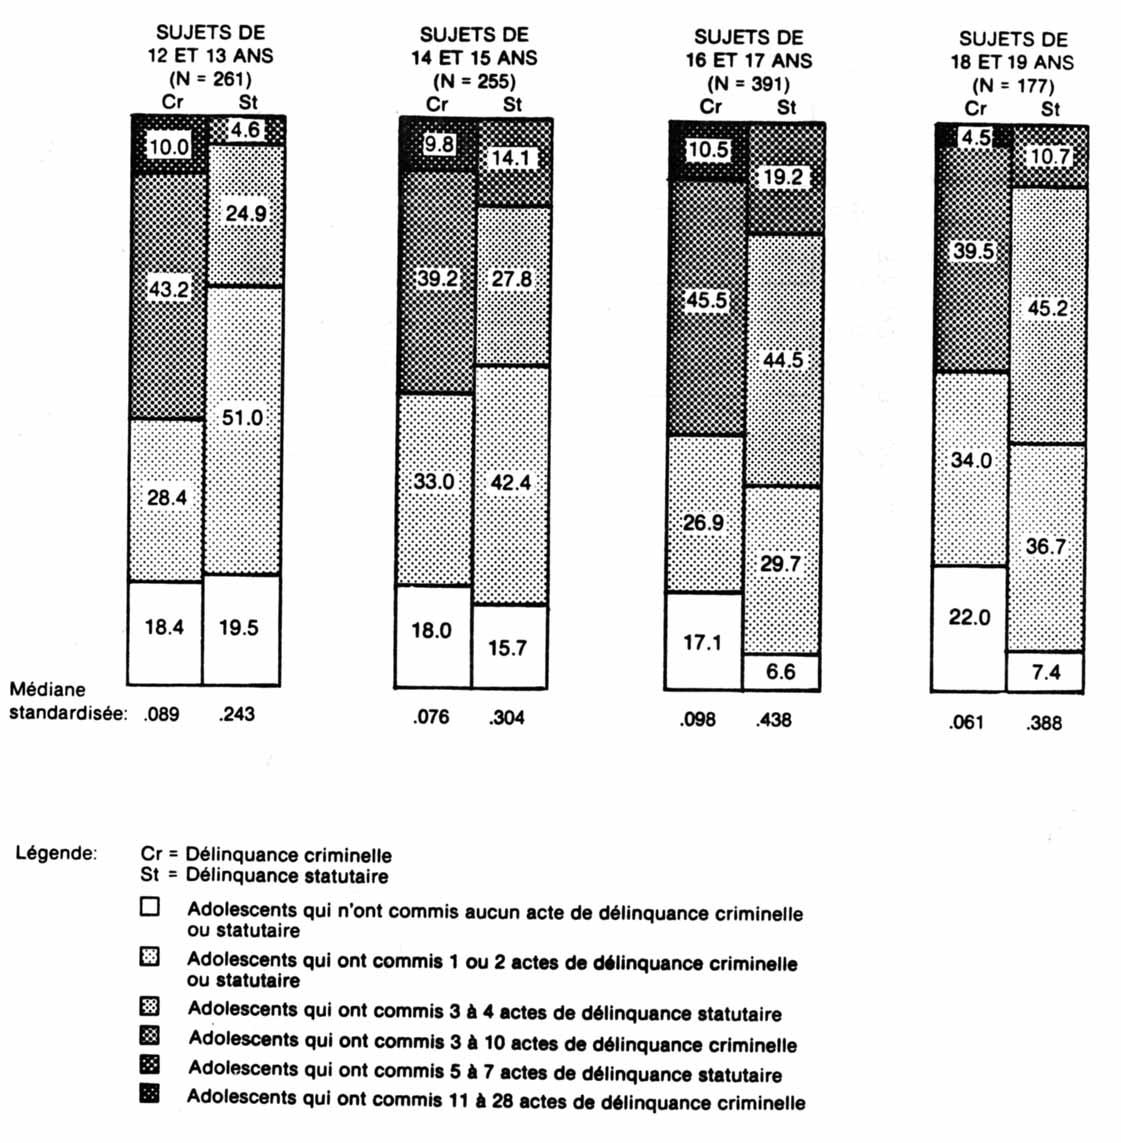 SUJETS DE
12 ET 13 ANS
(N = 261)
Cr St
10.0
4.6
24.9
43.2
51.0
28.4
18.4
19.5
SUJETS DE
14 ET 15 ANS
(N = 255)
Cr St
9.8
14.1
39.2
27.8
33.0
42.4
18.0
15.7
SUJETS DE
16 ET 17 ANS
(N = 391)
Cr St
10.5
19.2
45.5
44.5
26.9
29.7
17.1
6.6
SUJETS DE
18 ET 19 ANS
(N = 177)
Cr St
4.5
10.7
39.5
45.2
34.0
36.7
22.0
7.4
Médiane
standardisée: .089 .243 .076 .304 .098 .438 .061 .388
Légende: Cr = Délinquance criminelle
St = Délinquance statutaire
Adolescents qui n'ont commis aucun acte de délinquance criminelle
ou statutaire
Adolescents qui ont commis 1 ou 2 actes de délinquance criminelle
ou statutaire
Adolescents qui ont commis 3 à 4 actes de délinquance statutaire
Adolescents qui ont commis 3 à 10 actes de délinquance criminelle
Adolescents qui ont commis 5 à 7 actes de délinquance statutaire
Adolescents qui ont commis 11 à 28 actes de délinquance criminelle